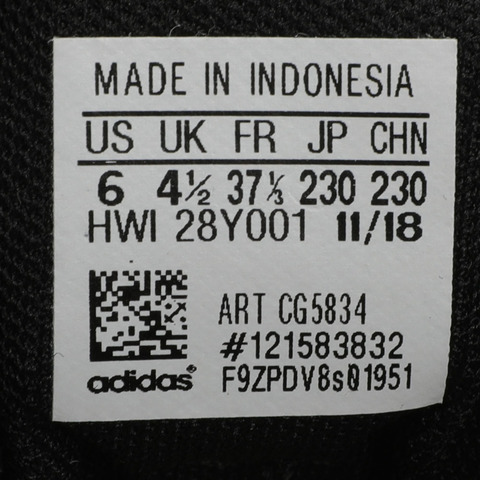 MADE IN INDONESIA
US UK FR JP CHN
6 4½ 37⅓ 230 230
HWI 28Y001 11/18
ART CG5834
#121583832
adidas F9ZPDV8s01951